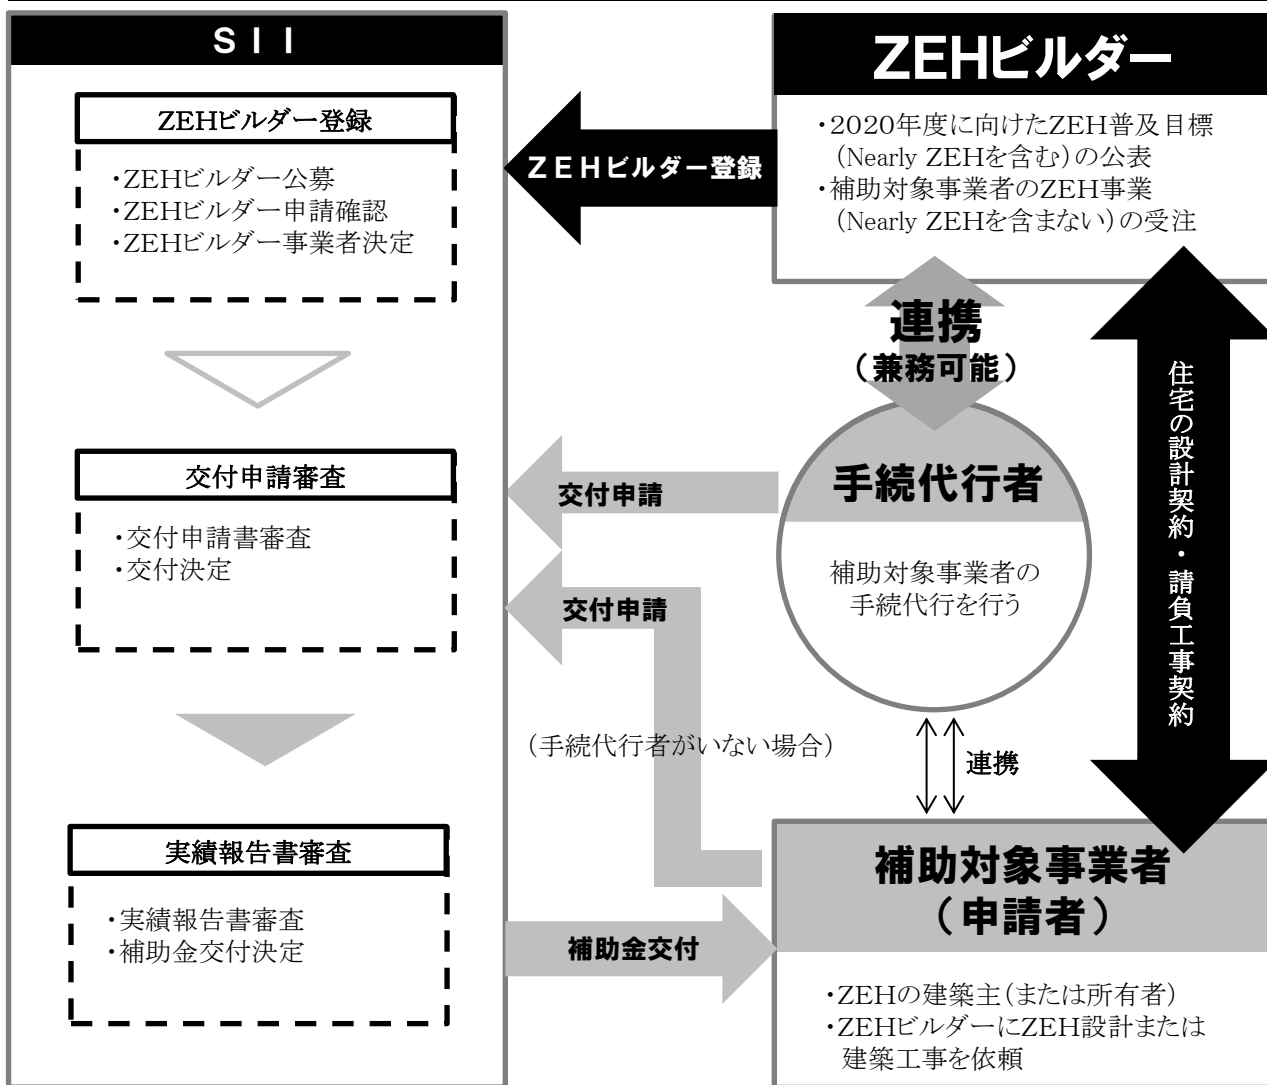 SII
ZEHビルダー登録
・ZEHビルダー公募
・ZEHビルダー申請確認
・ZEHビルダー事業者決定
交付申請審査
・交付申請書審査
・交付決定
実績報告書審査
・実績報告書審査
・補助金交付決定
ZEHビルダー登録
交付申請
交付申請
（手続代行者がいない場合）
補助金交付
ZEHビルダー
・2020年度に向けたZEH普及目標
（Nearly ZEHを含む）の公表
・補助対象事業者のZEH事業
（Nearly ZEHを含まない）の受注
連携
（兼務可能）
手続代行者
補助対象事業者の
手続代行を行う
連携
住宅の設計契約・請負工事契約
補助対象事業者
（申請者）
・ZEHの建築主（または所有者）
・ZEHビルダーにZEH設計または
建築工事を依頼